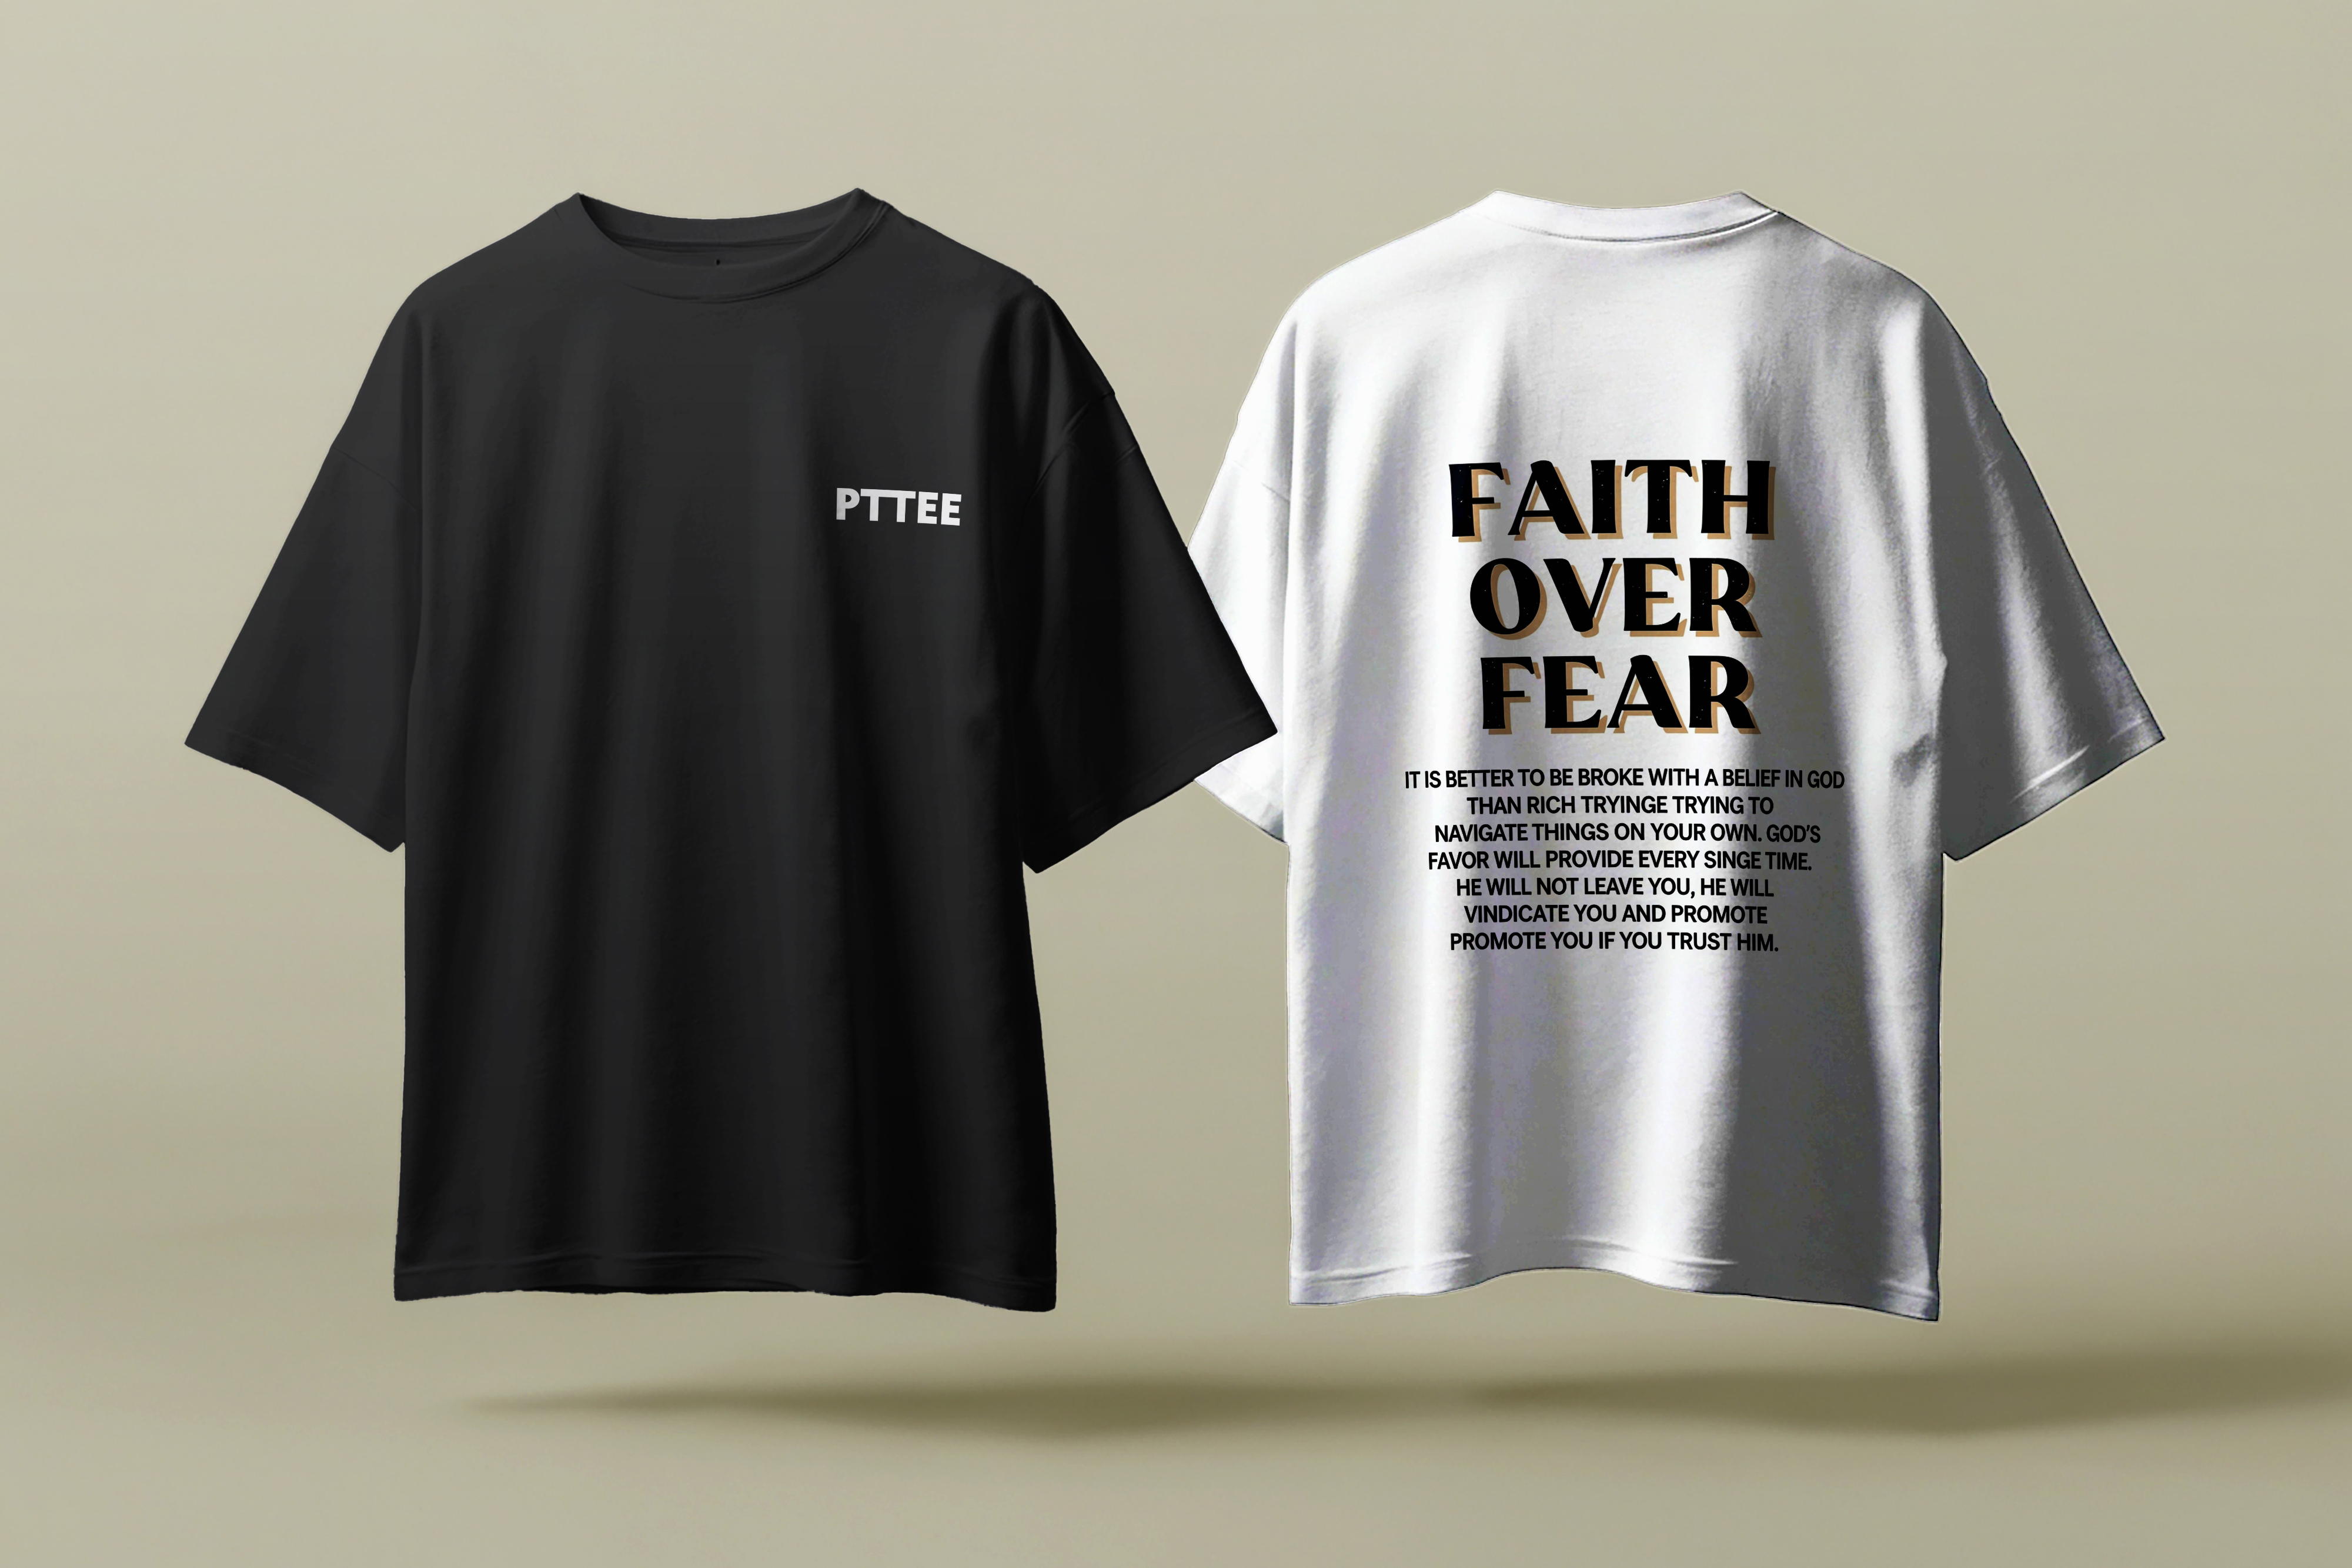 PTTEE
FAITH
OVER
FEAR
IT IS BETTER TO BE BROKE WITH A BELIEF IN GOD
THAN RICH TRYINGE TRYING TO
NAVIGATE THINGS ON YOUR OWN. GOD'S
FAVOR WILL PROVIDE EVERY SINGE TIME.
HE WILL NOT LEAVE YOU, HE WILL
VINDICATE YOU AND PROMOTE
PROMOTE YOU IF YOU TRUST HIM.